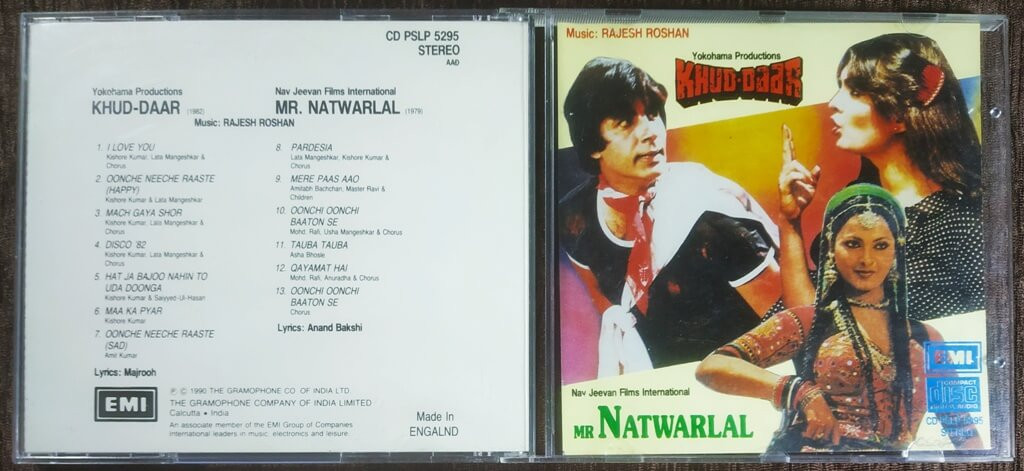 CD PSLP 5295
STEREO
AAD
Yokohama Productions
KHUD-DAAR (1982)
Nav Jeevan Films International
MR. NATWARLAL (1979)
Music: RAJESH ROSHAN
1. I LOVE YOU
Kishore Kumar, Lata Mangeshkar &
Chorus
2. OONCHE NEECHE RAASTE
(HAPPY)
Kishore Kumar & Lata Mangeshkar
3. MACH GAYA SHOR
Kishore Kumar, Lata Mangeshkar &
Chorus
4. DISCO '82
Kishore Kumar, Lata Mangeshkar &
Chorus
5. HAT JA BAJOO NAHIN TO
UDA DOONGA
Kishore Kumar & Saiyyed-Ul-Hasan
6. MAA KA PYAR
Kishore Kumar
7. OONCHE NEECHE RAASTE
(SAD)
Amit Kumar
Lyrics: Majrooh
8. PARDESIA
Lata Mangeshkar, Kishore Kumar &
Chorus
9. MERE PAAS AAO
Amitabh Bachchan, Master Ravi &
Children
10. OONCHI OONCHI
BAATON SE
Mohd. Rafi, Usha Mangeshkar & Chorus
11. TAUBA TAUBA
Asha Bhosle
12. QAYAMAT HAI
Mohd. Rafi, Anuradha & Chorus
13. OONCHI OONCHI
BAATON SE
Chorus
Lyrics: Anand Bakshi
EMI
℗ © 1990 THE GRAMOPHONE CO. OF INDIA LTD.
THE GRAMOPHONE COMPANY OF INDIA LIMITED
Calcutta • India
An associate member of the EMI Group of Companies
International leaders in music, electronics and leisure.
Made In
ENGALND
Music: RAJESH ROSHAN
Yokohama Productions
KHUD-DAAR
Nav Jeevan Films International
MR NATWARLAL
EMI
COMPACT
disc
DIGITAL AUDIO
CD PSLP 5295
STEREO